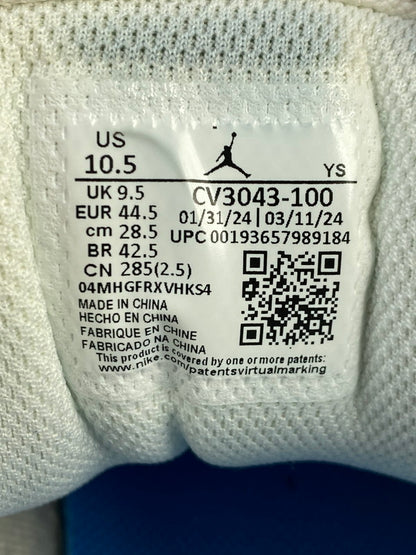 US
10.5
YS
UK 9.5
CV3043-100
EUR 44.5
01/31/24 | 03/11/24
cm 28.5
UPC 00193657989184
BR 42.5
CN 285(2.5)
04MHGFRXVHKS4
MADE IN CHINA
HECHO EN CHINA
FABRIQUE EN CHINE
FABRICADO NA CHINA
This product is covered by one or more patents:
www.nike.com/patentsvirtualmarking